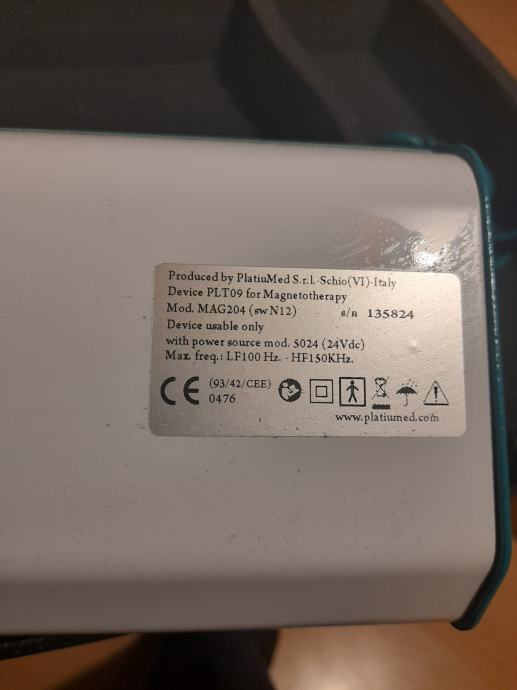 Produced by PlatiuMed S.r.l.-Schio(VI)-Italy
Device PLT09 for Magnetotherapy
Mod. MAG204 (sw N12) s/n 135824
Device usable only
with power source mod. 5024 (24Vdc)
Max. freq.: LF100 Hz. - HF150KHz.
CE (93/42/CEE)
0476
www.platiumed.com